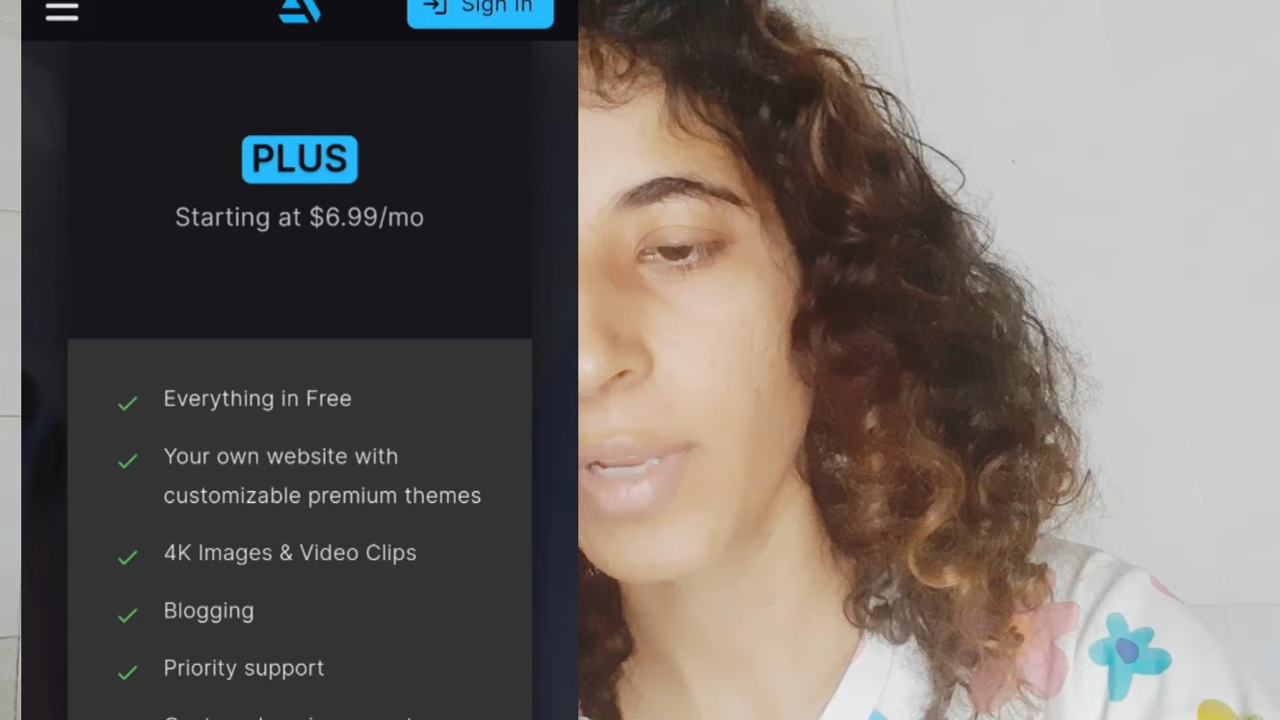 Sign In
PLUS
Starting at $6.99/mo
Everything in Free
Your own website with
customizable premium themes
4K Images & Video Clips
Blogging
Priority support